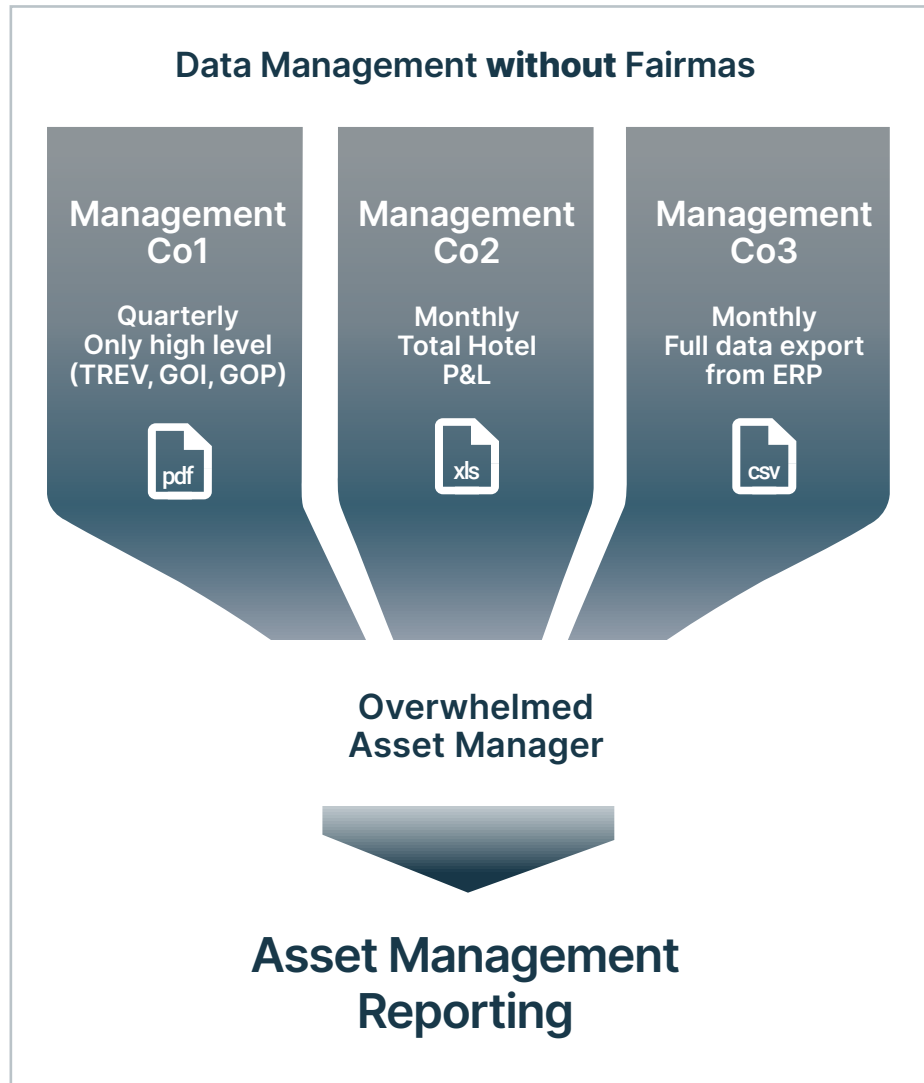 Data Management without Fairmas
Management
Co1
Quarterly
Only high level
(TREV, GOI, GOP)
pdf
Management
Co2
Monthly
Total Hotel
P&L
xls
Management
Co3
Monthly
Full data export
from ERP
csv
Overwhelmed
Asset Manager
Asset Management
Reporting